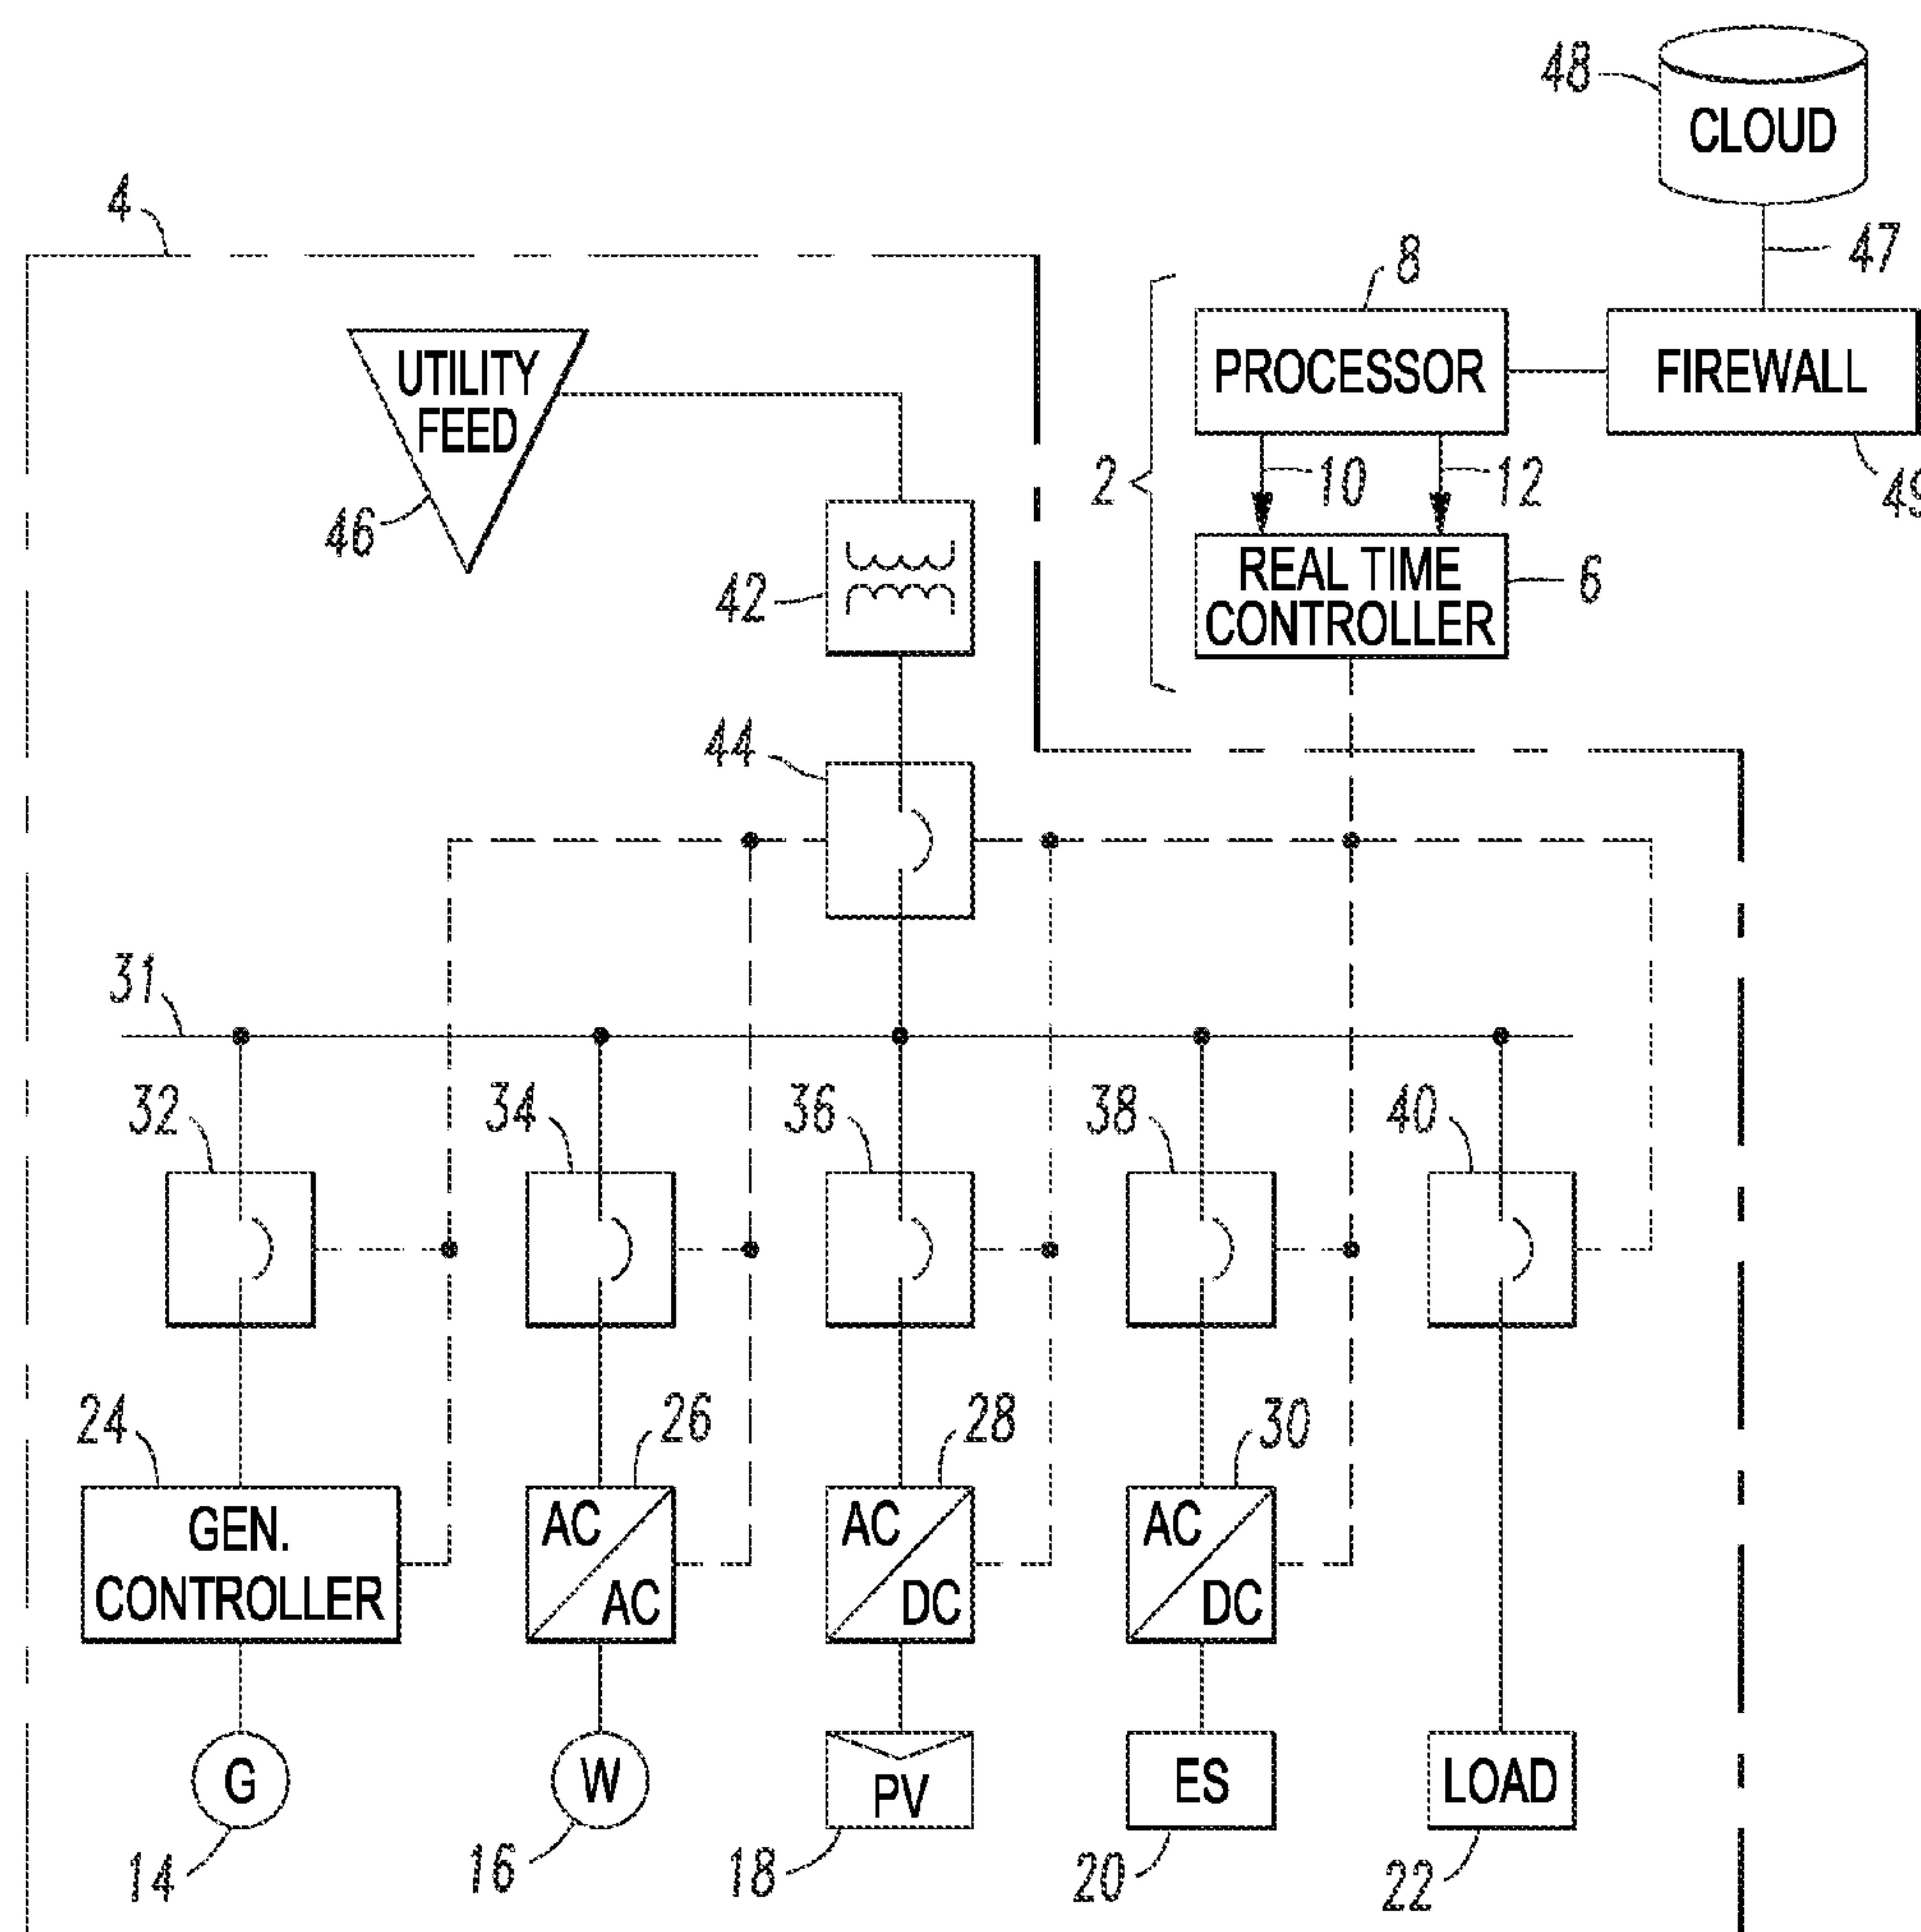 48
CLOUD
47
4
8
UTILITY
FEED
PROCESSOR
FIREWALL
2
10
12
49
46
42
REAL TIME
CONTROLLER
6
44
31
32
34
36
38
40
24
26
28
30
GEN.
CONTROLLER
AC
AC
AC
DC
AC
DC
G
W
PV
ES
LOAD
14
16
18
20
22